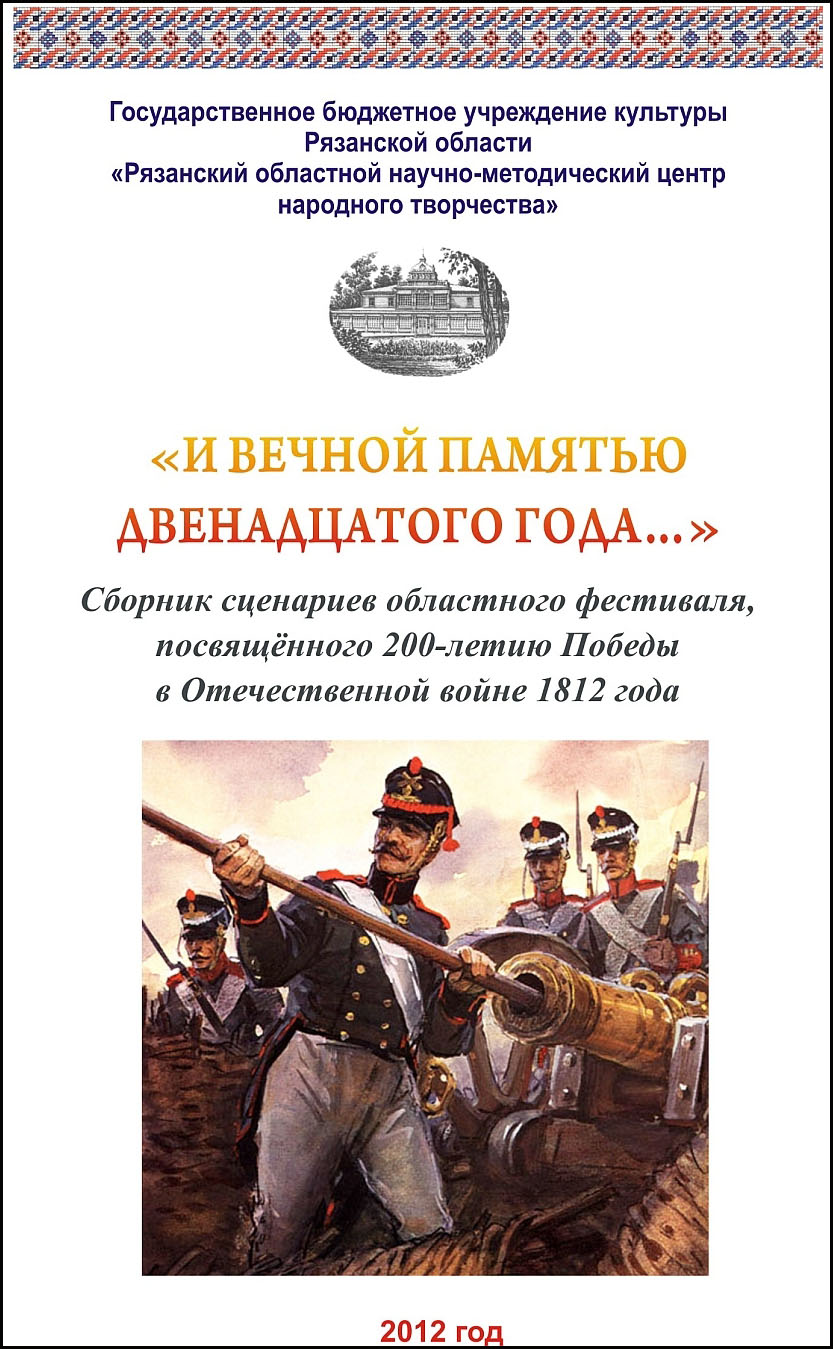 Государственное бюджетное учреждение культуры
Рязанской области
«Рязанский областной научно-методический центр
народного творчества»
«И ВЕЧНОЙ ПАМЯТЬЮ
ДВЕНАДЦАТОГО ГОДА...»
Сборник сценариев областного фестиваля,
посвящённого 200-летию Победы
в Отечественной войне 1812 года
2012 год